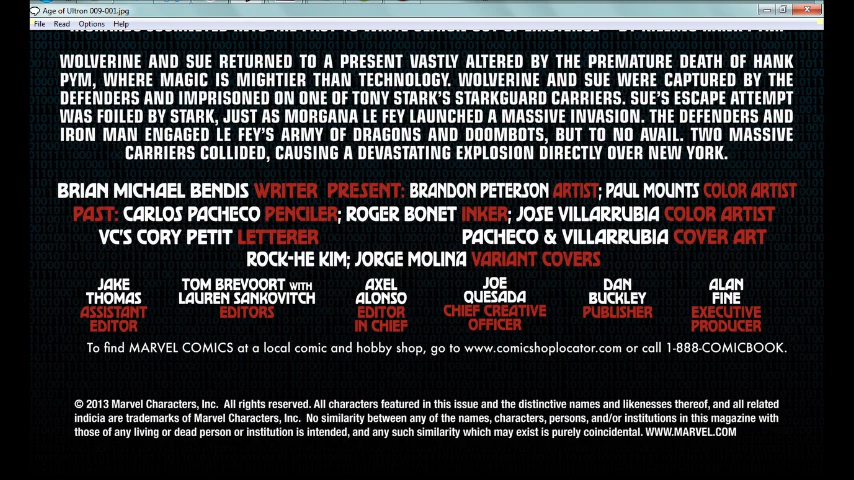 Age of Ultron 009-001.jpg
File Read Options Help
WOLVERINE AND SUE RETURNED TO A PRESENT VASTLY ALTERED BY THE PREMATURE DEATH OF HANK
PYM, WHERE MAGIC IS MIGHTIER THAN TECHNOLOGY. WOLVERINE AND SUE WERE CAPTURED BY THE
DEFENDERS AND IMPRISONED ON ONE OF TONY STARK'S STARKGUARD CARRIERS. SUE'S ESCAPE ATTEMPT
WAS FOILED BY STARK, JUST AS MORGANA LE FEY LAUNCHED A MASSIVE INVASION. THE DEFENDERS AND
IRON MAN ENGAGED LE FEY'S ARMY OF DRAGONS AND DOOMBOTS, BUT TO NO AVAIL. TWO MASSIVE
CARRIERS COLLIDED, CAUSING A DEVASTATING EXPLOSION DIRECTLY OVER NEW YORK.
BRIAN MICHAEL BENDIS WRITER PRESENT: BRANDON PETERSON ARTIST; PAUL MOUNTS COLOR ARTIST
PAST: CARLOS PACHECO PENCILER; ROGER BONET INKER; JOSE VILLARRUBIA COLOR ARTIST
VC'S CORY PETIT LETTERER PACHECO & VILLARRUBIA COVER ART
ROCK-HE KIM; JORGE MOLINA VARIANT COVERS
JAKE THOMAS ASSISTANT EDITOR
TOM BREVOORT WITH LAUREN SANKOVITCH EDITORS
AXEL ALONSO EDITOR IN CHIEF
JOE QUESADA CHIEF CREATIVE OFFICER
DAN BUCKLEY PUBLISHER
ALAN FINE EXECUTIVE PRODUCER
To find MARVEL COMICS at a local comic and hobby shop, go to www.comicshoplocator.com or call 1-888-COMICBOOK.
© 2013 Marvel Characters, Inc. All rights reserved. All characters featured in this issue and the distinctive names and likenesses thereof, and all related
indicia are trademarks of Marvel Characters, Inc. No similarity between any of the names, characters, persons, and/or institutions in this magazine with
those of any living or dead person or institution is intended, and any such similarity which may exist is purely coincidental. WWW.MARVEL.COM